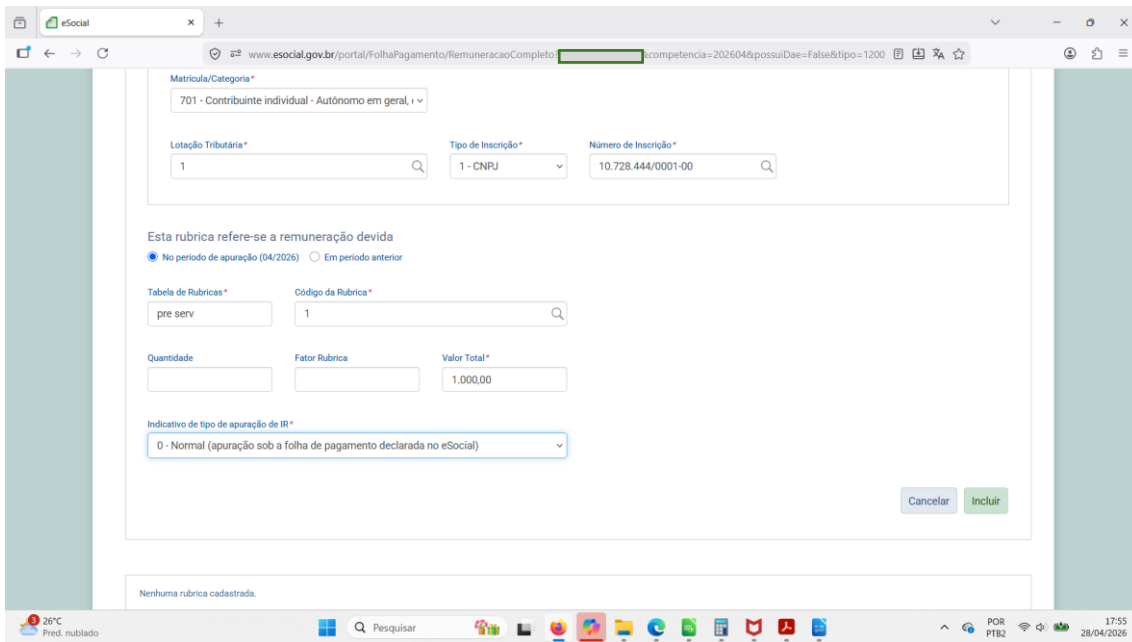 eSocial
www.esocial.gov.br/portal/FolhaPagamento/RemuneracaoCompleto? &competencia=202604&possuiDae=False&tipo=1200
Matrícula/Categoria*
701 - Contribuinte individual - Autônomo em geral,
Lotação Tributária* Tipo de Inscrição* Número de Inscrição*
1 1 - CNPJ 10.728.444/0001-00
Esta rubrica refere-se a remuneração devida
No período de apuração (04/2026) Em período anterior
Tabela de Rubricas* Código da Rubrica*
pre serv 1
Quantidade Fator Rubrica Valor Total*
1.000,00
Indicativo de tipo de apuração de IR*
0 - Normal (apuração sob a folha de pagamento declarada no eSocial)
Cancelar Incluir
Nenhuma rubrica cadastrada.
3 26°C Pesquisar POR 17:55
Pred. nublado PTB2 28/04/2026